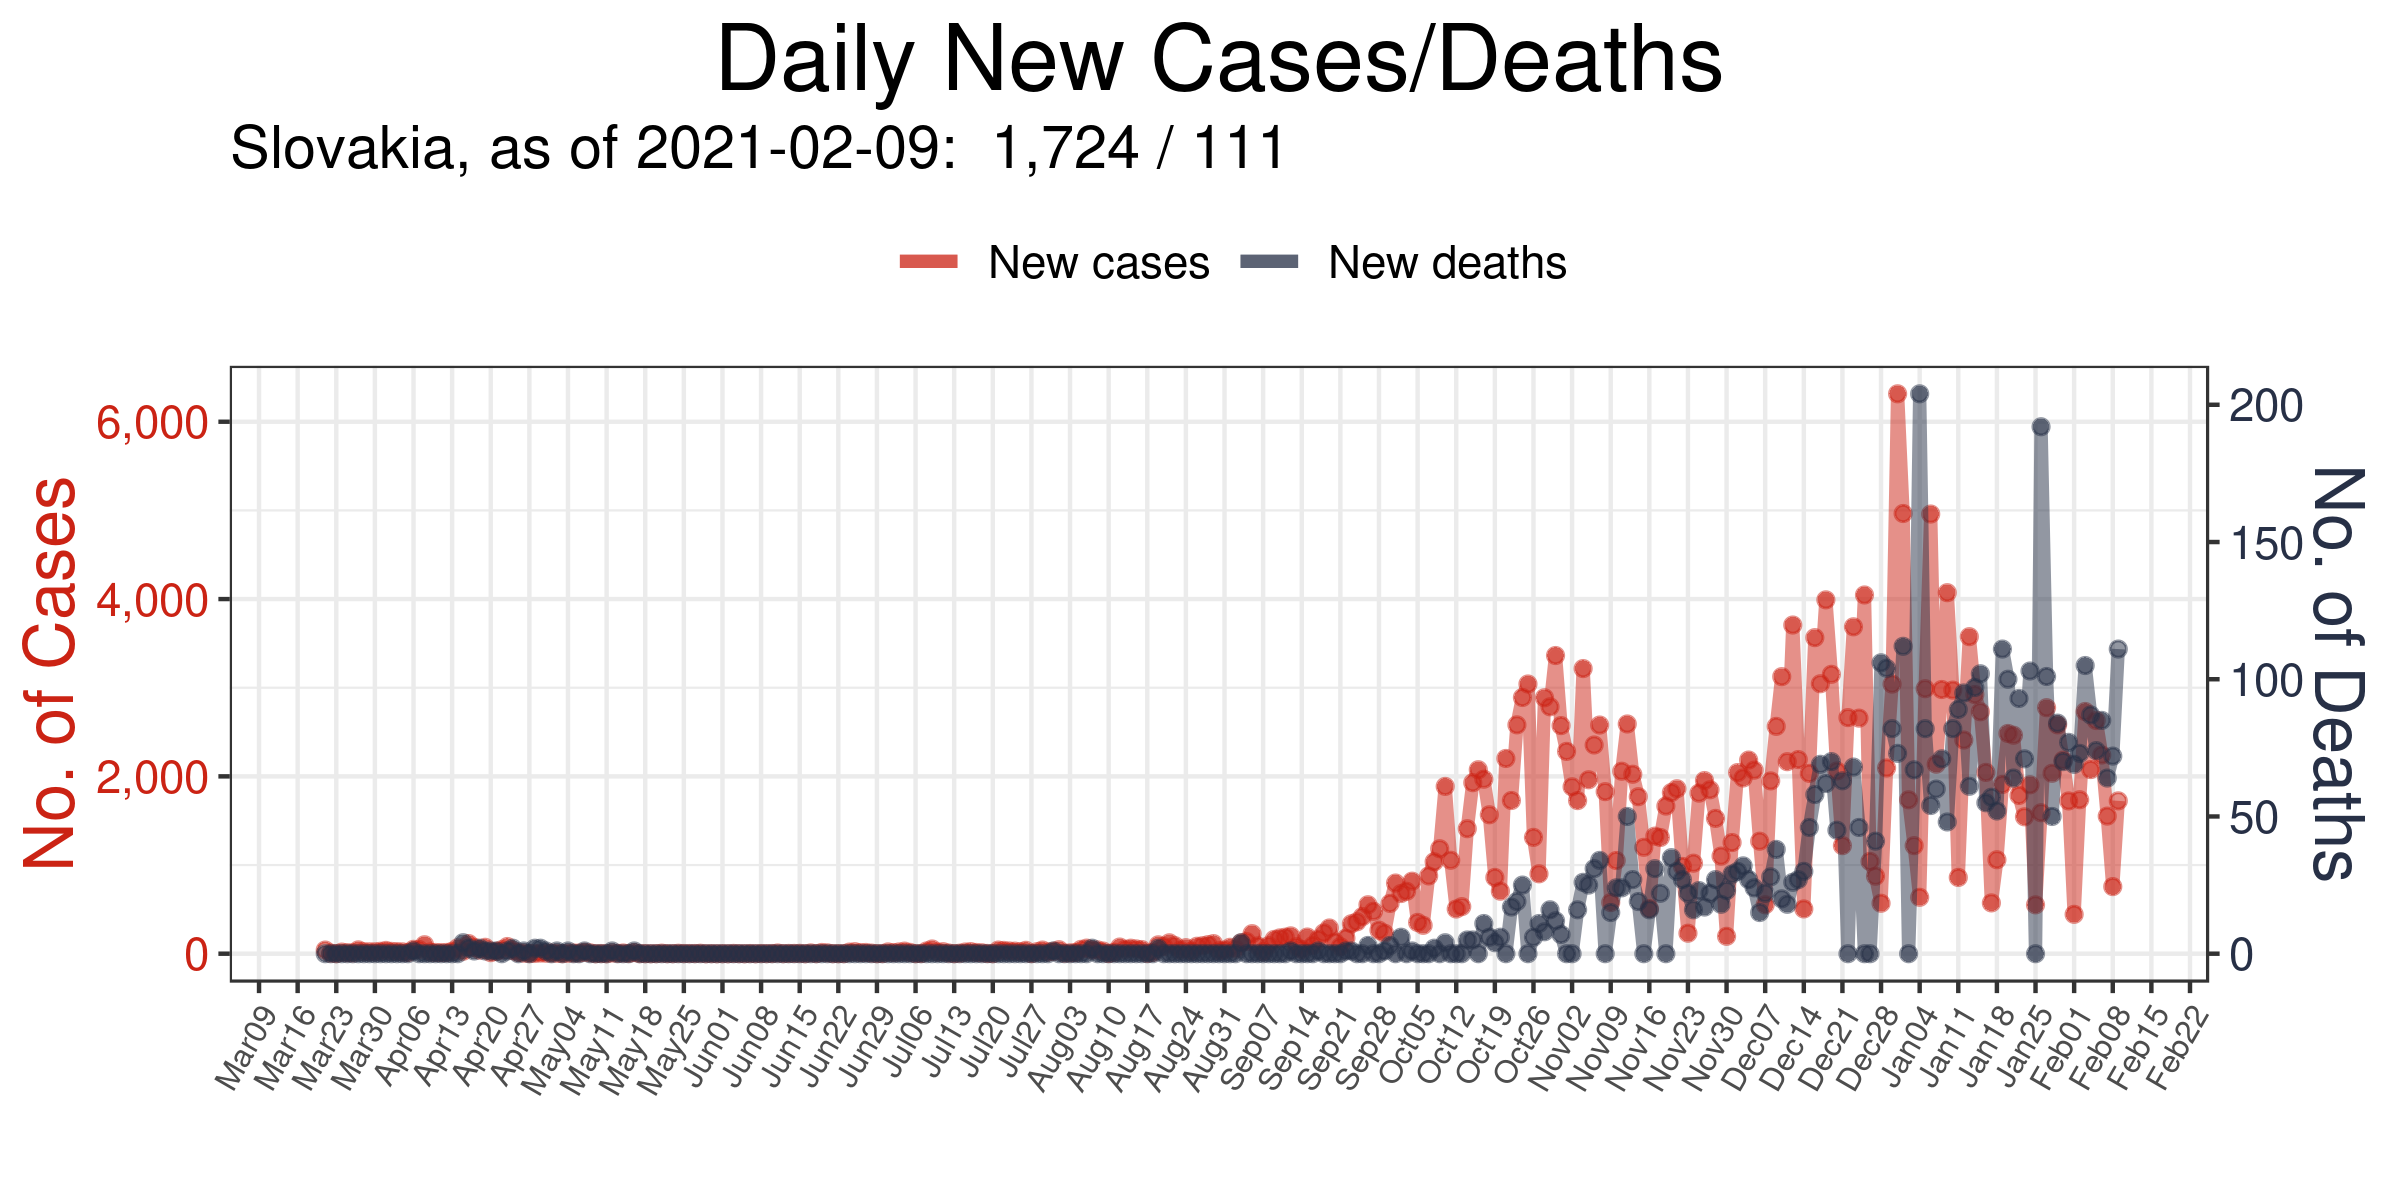 Daily New Cases/Deaths
Slovakia, as of 2021-02-09:  1,724 / 111
New cases
New deaths
No. of Cases
6,000
4,000
2,000
0
200
150
100
50
0
No. of Deaths
Mar09
Mar16
Mar23
Mar30
Apr06
Apr13
Apr20
Apr27
May04
May11
May18
May25
Jun01
Jun08
Jun15
Jun22
Jun29
Jul06
Jul13
Jul20
Jul27
Aug03
Aug10
Aug17
Aug24
Aug31
Sep07
Sep14
Sep21
Sep28
Oct05
Oct12
Oct19
Oct26
Nov02
Nov09
Nov16
Nov23
Nov30
Dec07
Dec14
Dec21
Dec28
Jan04
Jan11
Jan18
Jan25
Feb01
Feb08
Feb15
Feb22